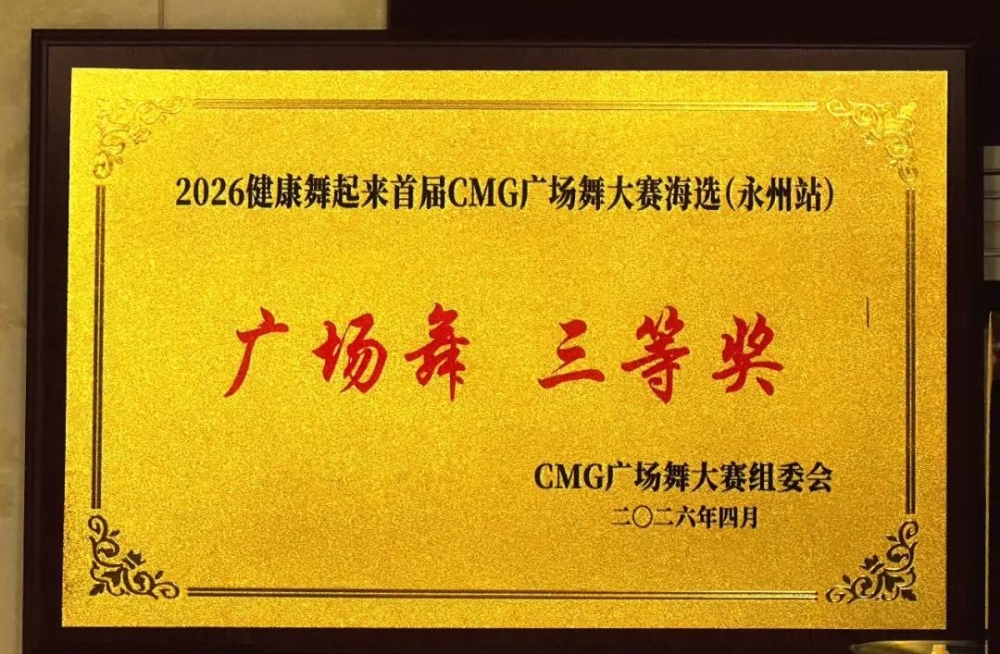 2026健康舞起来首届CMG广场舞大赛海选(永州站)
广场舞 三等奖
CMG广场舞大赛组委会
二〇二六年四月